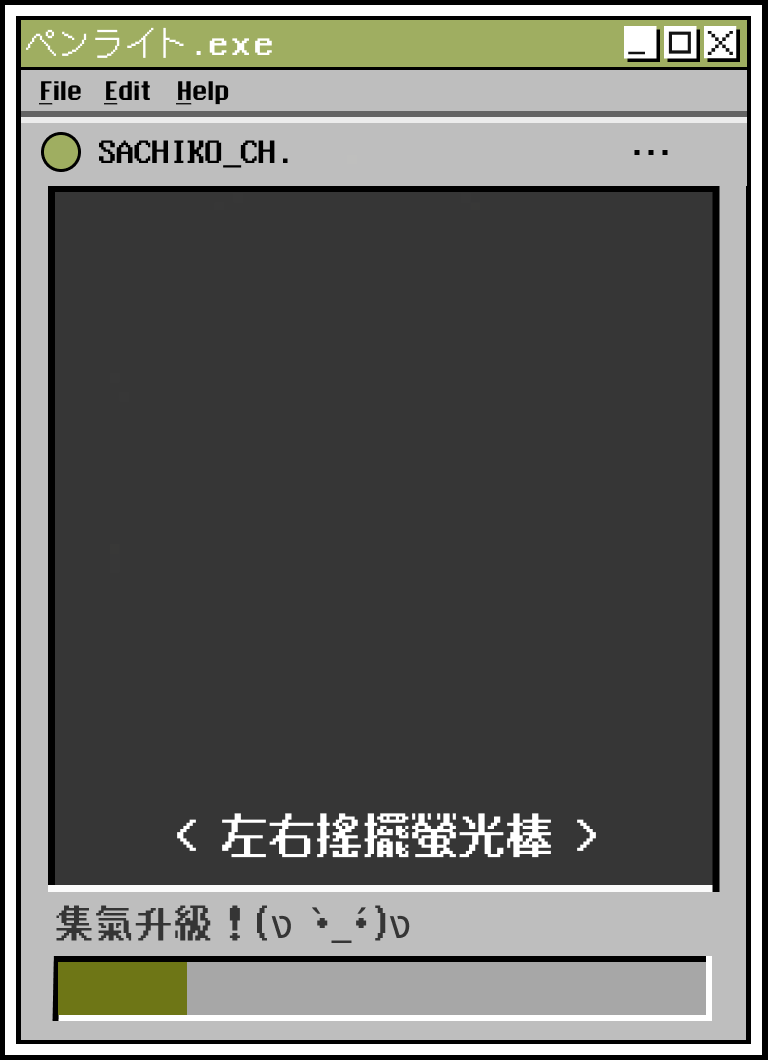 ペンライト.exe
File Edit Help
SACHIKO_CH. ...
< 左右搖擺螢光棒 >
集氣升級！(ง •̀_•́)ง